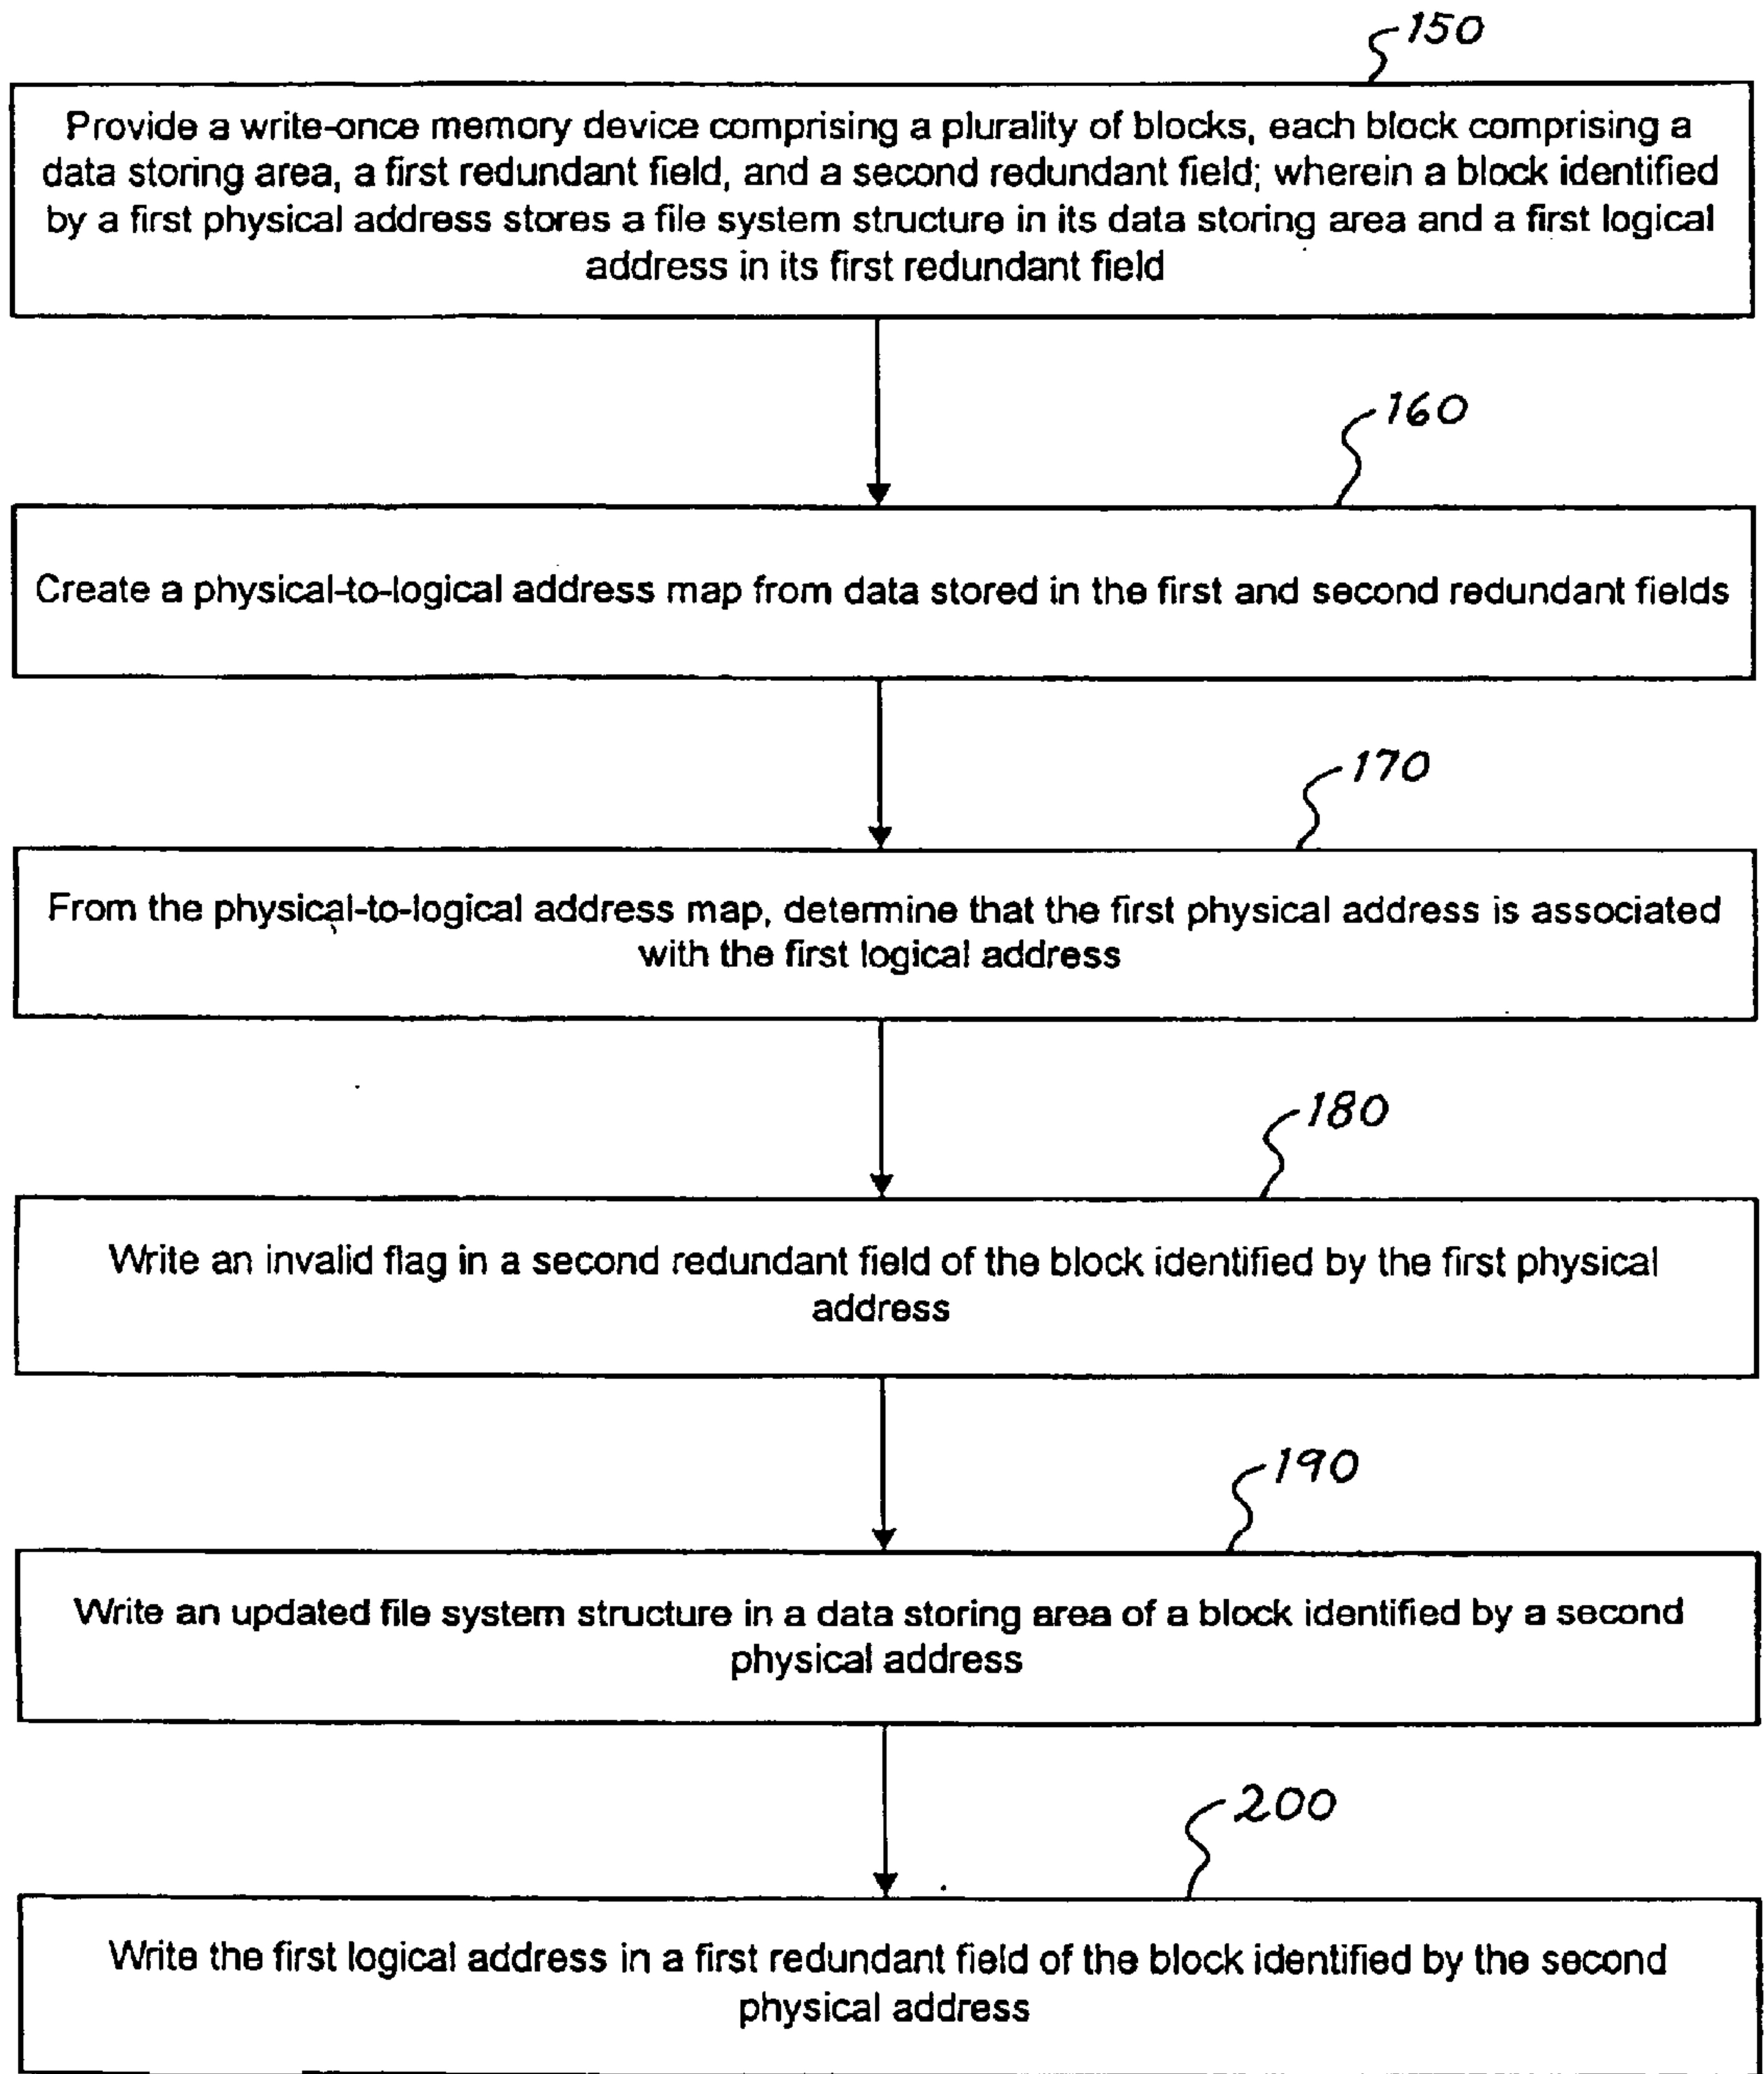 150
Provide a write-once memory device comprising a plurality of blocks, each block comprising a
data storing area, a first redundant field, and a second redundant field; wherein a block identified
by a first physical address stores a file system structure in its data storing area and a first logical
address in its first redundant field
160
Create a physical-to-logical address map from data stored in the first and second redundant fields
170
From the physical-to-logical address map, determine that the first physical address is associated
with the first logical address
180
Write an invalid flag in a second redundant field of the block identified by the first physical
address
190
Write an updated file system structure in a data storing area of a block identified by a second
physical address
200
Write the first logical address in a first redundant field of the block identified by the second
physical address